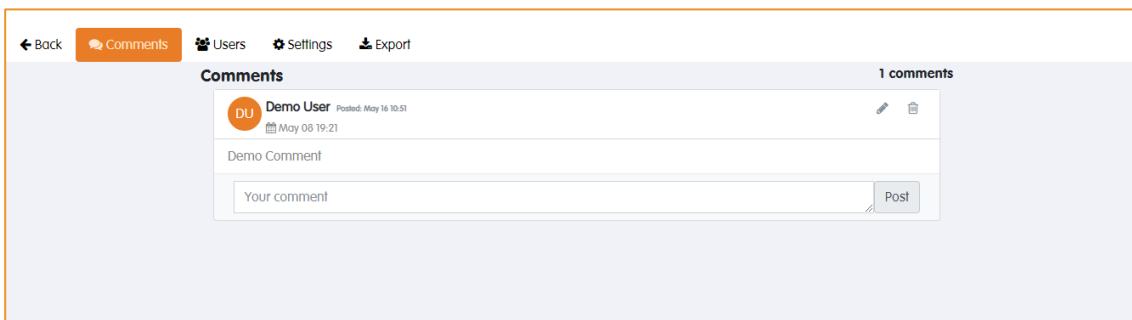 Back Comments Users Settings Export
Comments 1 comments
DU Demo User Posted: May 16 10:51
May 08 19:21
Demo Comment
Your comment Post